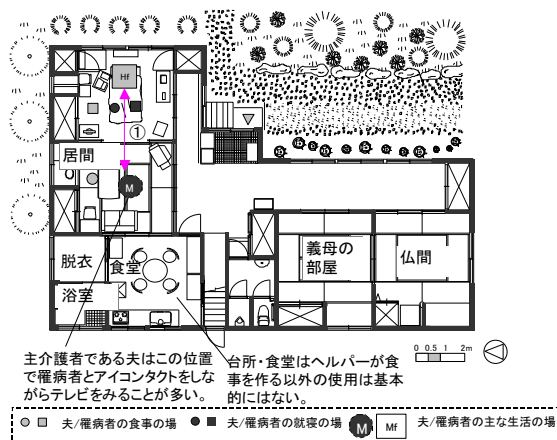 Hf
①
居間
M
脱衣
食堂
浴室
義母の
部屋
仏間
主介護者である夫はこの位置
で罹病者とアイコンタクトをしな
がらテレビをみることが多い。
台所・食堂はヘルパーが食
事を作る以外の使用は基本
的にはない。
0 0.5 1 2m
夫/罹病者の食事の場
夫/罹病者の就寝の場
M Mf 夫/罹病者の主な生活の場